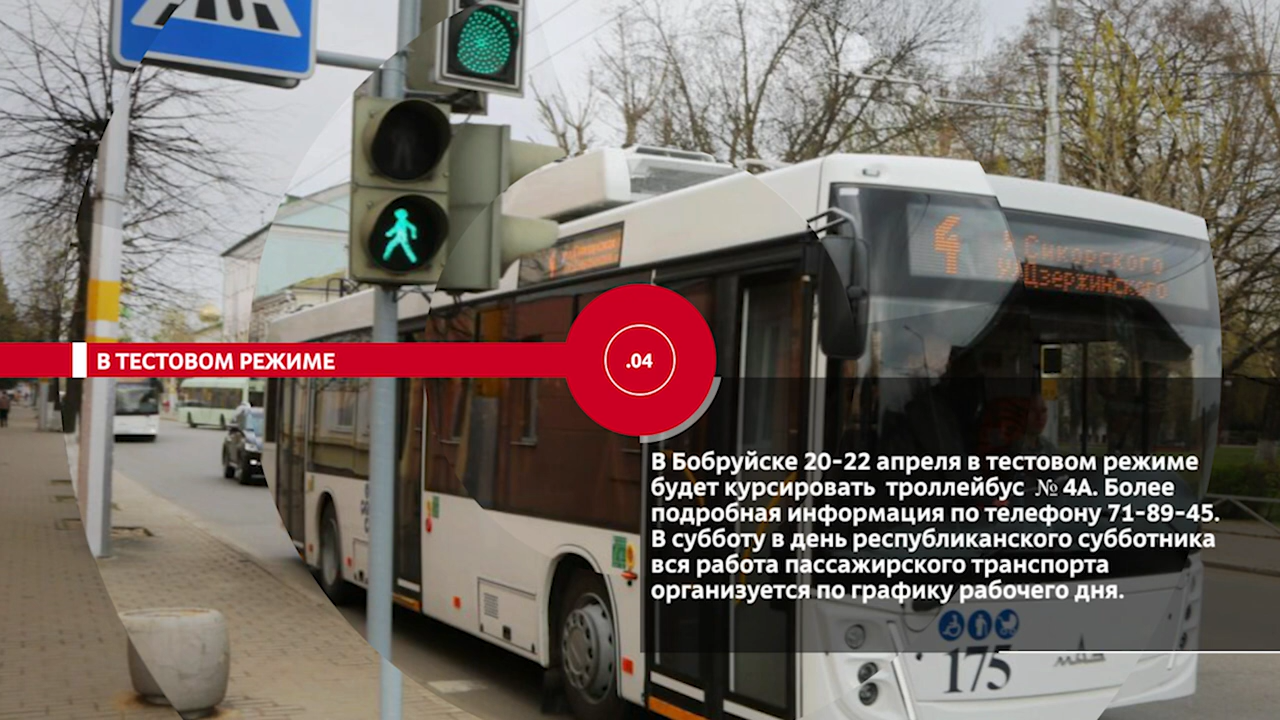 4 Сикорского
Дзержинского
В ТЕСТОВОМ РЕЖИМЕ
.04
В Бобруйске 20-22 апреля в тестовом режиме
будет курсировать троллейбус № 4А. Более
подробная информация по телефону 71-89-45.
В субботу в день республиканского субботника
вся работа пассажирского транспорта
организуется по графику рабочего дня.
175
МАЗ